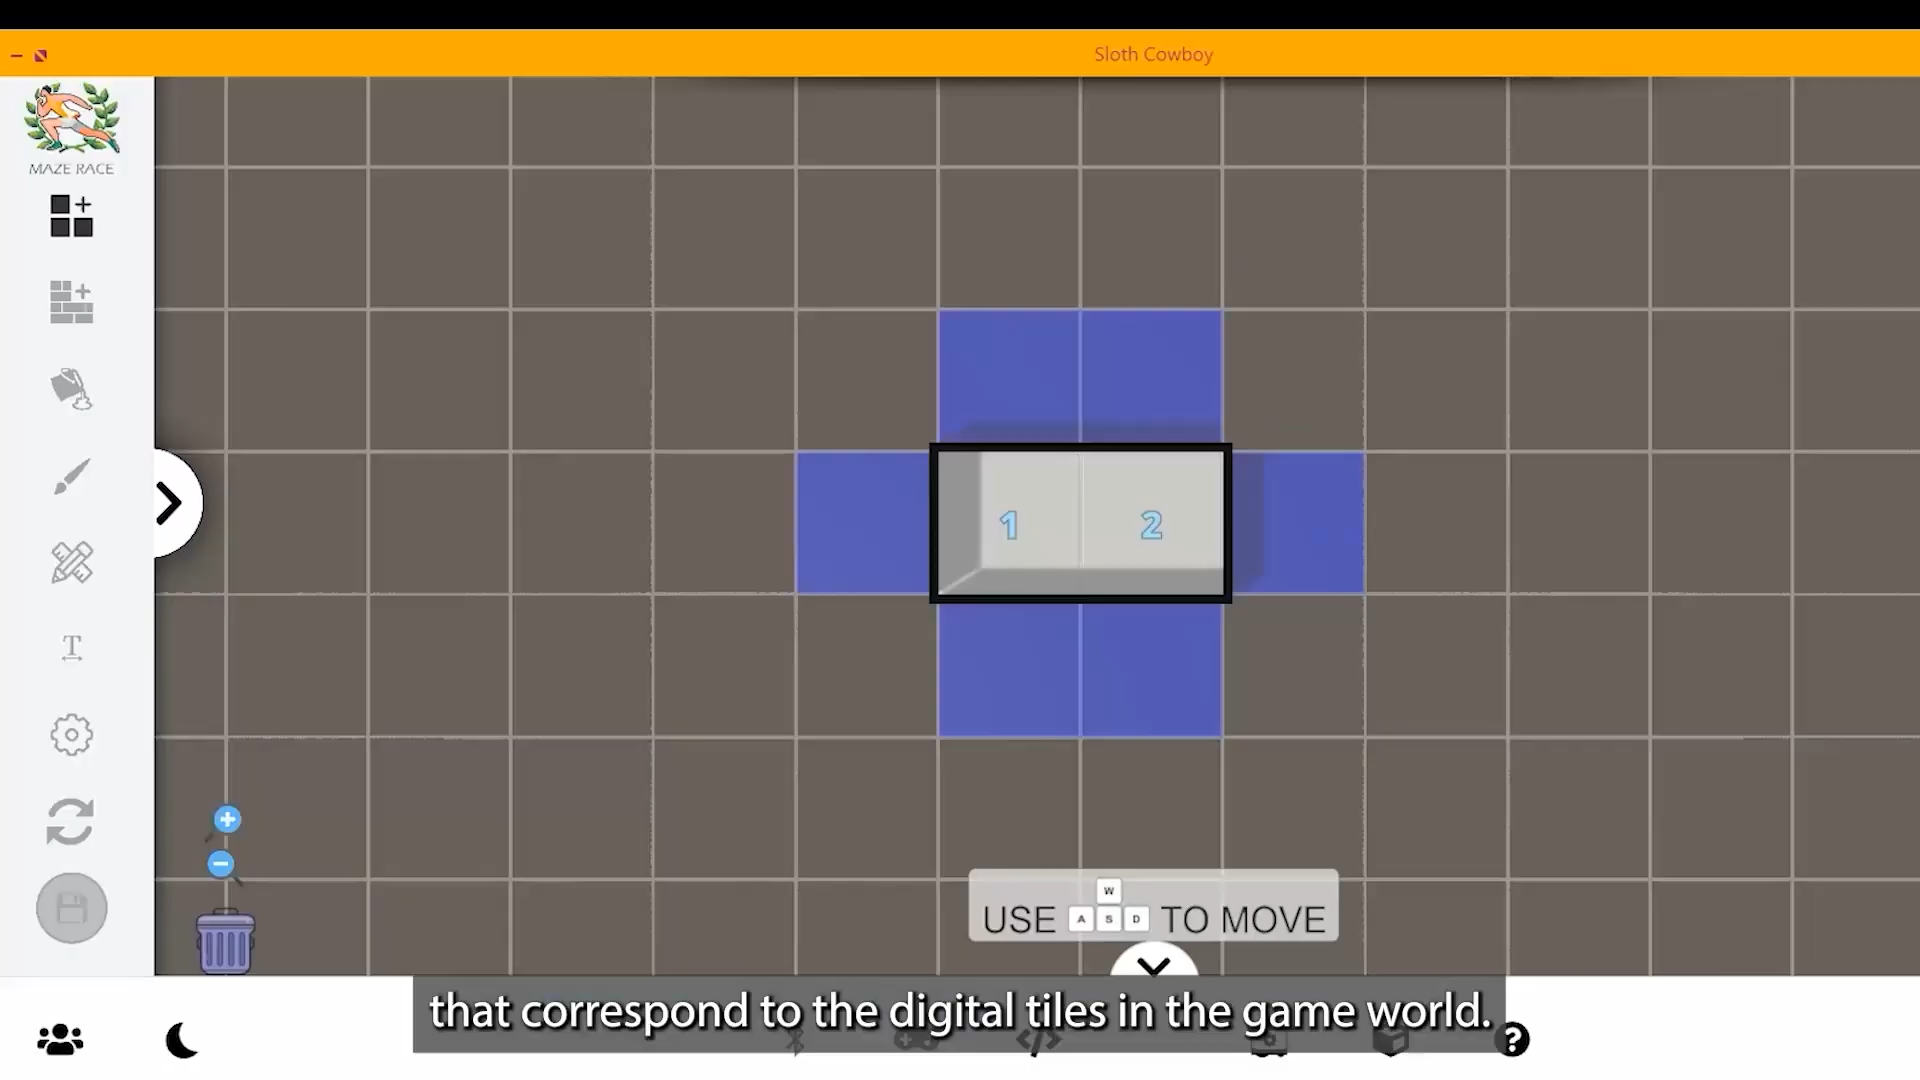 Sloth Cowboy
MAZE RACE
T
1 2
W
USE A S D TO MOVE
that correspond to the digital tiles in the game world.
?